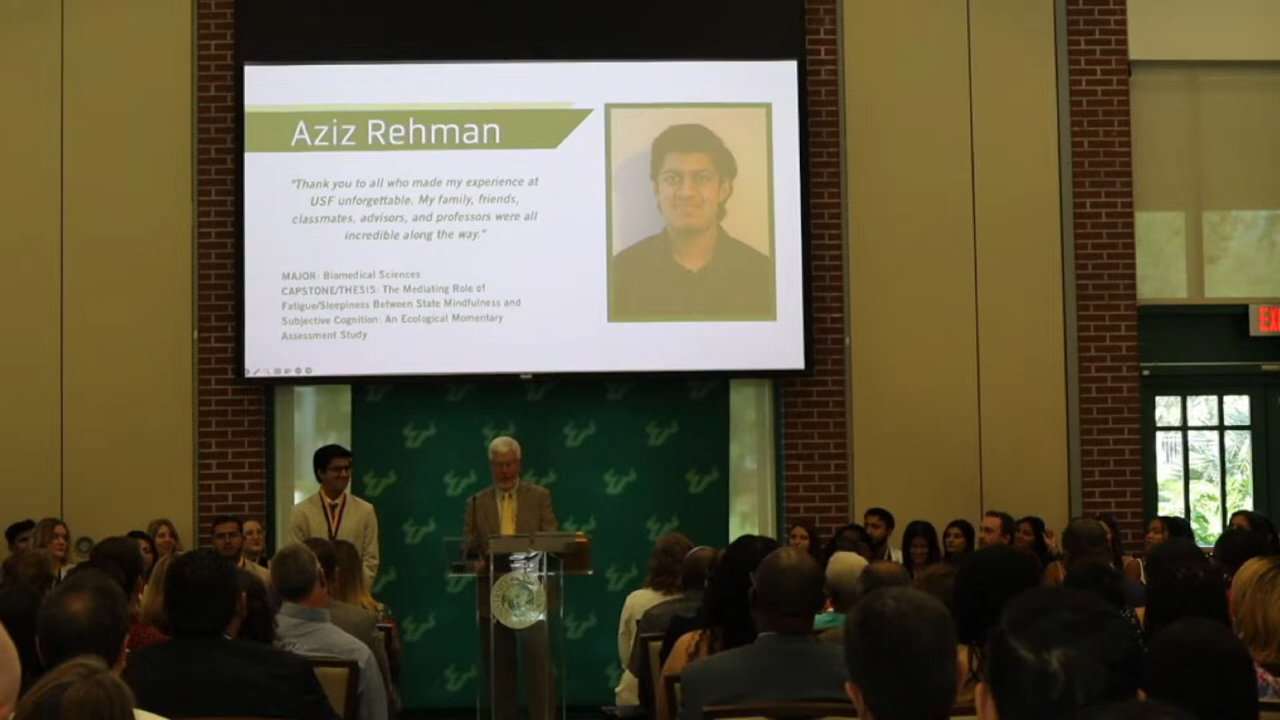 Aziz Rehman
"Thank you to all who made my experience at
USF unforgettable. My family, friends,
classmates, advisors, and professors were all
incredible along the way."
MAJOR: Biomedical Sciences
CAPSTONE/THESIS: The Mediating Role of
Fatigue/Sleepiness Between State Mindfulness and
Subjective Cognition: An Ecological Momentary
Assessment Study